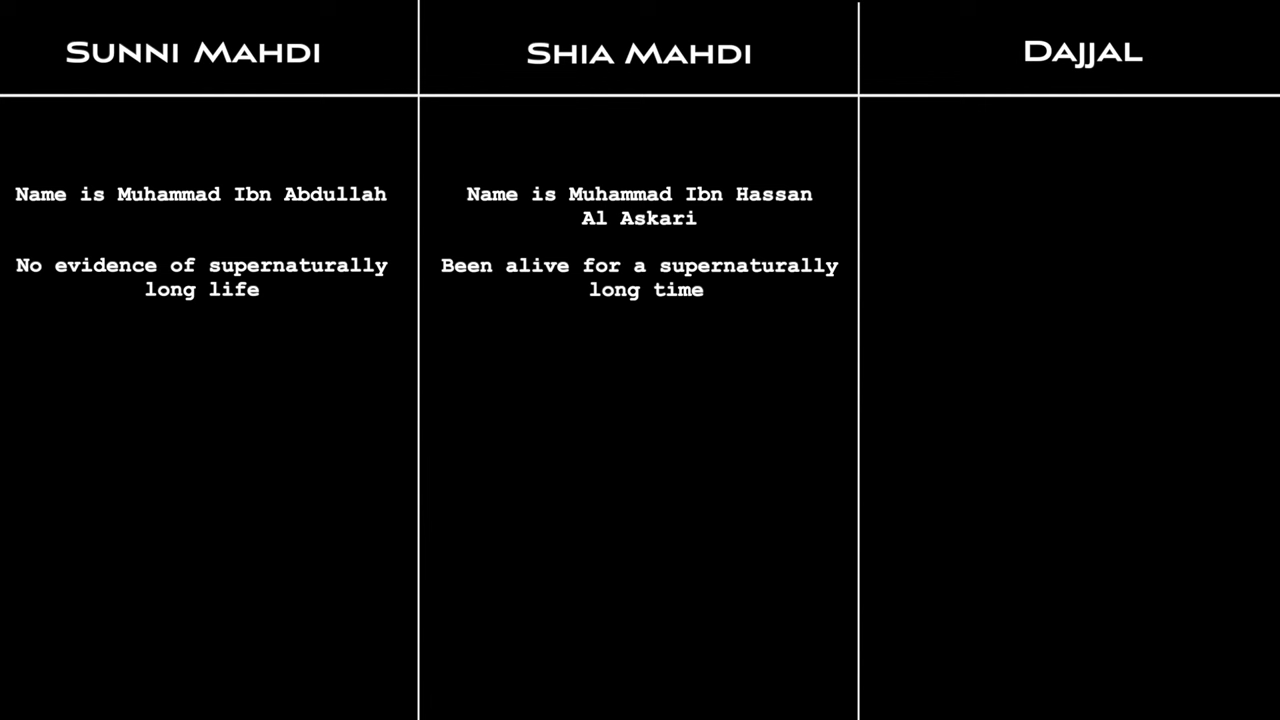 Sunni Mahdi
Shia Mahdi
Dajjal
Name is Muhammad Ibn Abdullah
No evidence of supernaturally
long life
Name is Muhammad Ibn Hassan
Al Askari
Been alive for a supernaturally
long time